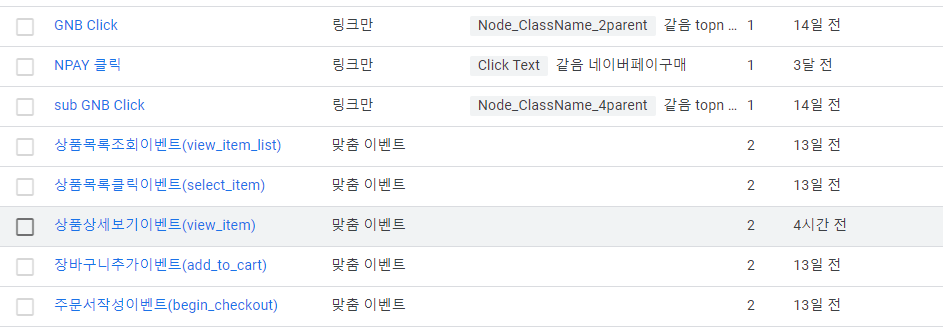 GNB Click 링크만 Node_ClassName_2parent 같음 topn ... 1 14일 전
NPAY 클릭 링크만 Click Text 같음 네이버페이구매 1 3달 전
sub GNB Click 링크만 Node_ClassName_4parent 같음 topn ... 1 14일 전
상품목록조회이벤트(view_item_list) 맞춤 이벤트 2 13일 전
상품목록클릭이벤트(select_item) 맞춤 이벤트 2 13일 전
상품상세보기이벤트(view_item) 맞춤 이벤트 2 4시간 전
장바구니추가이벤트(add_to_cart) 맞춤 이벤트 2 13일 전
주문서작성이벤트(begin_checkout) 맞춤 이벤트 2 13일 전